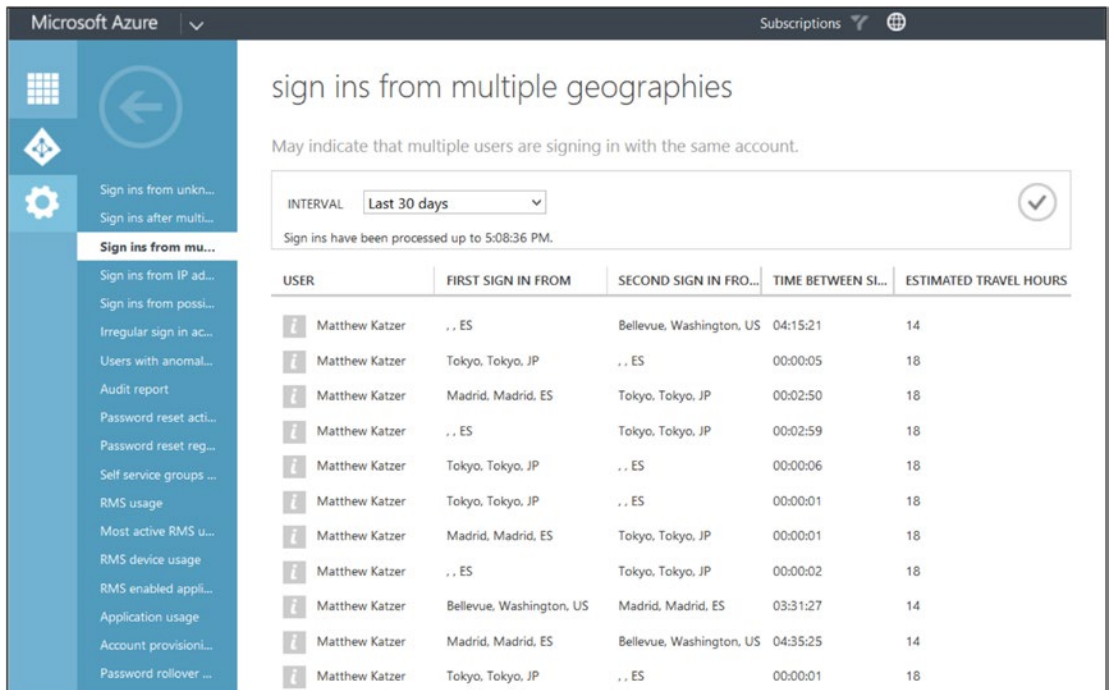 Microsoft Azure
Subscriptions
sign ins from multiple geographies
May indicate that multiple users are signing in with the same account.
Sign ins from unkn...
Sign ins after multi...
Sign ins from mu...
Sign ins from IP ad...
Sign ins from possi...
Irregular sign in ac...
Users with anomal...
Audit report
Password reset acti...
Password reset reg...
Self service groups ...
RMS usage
Most active RMS u...
RMS device usage
RMS enabled appli...
Application usage
Account provisioni...
Password rollover ...
INTERVAL Last 30 days
Sign ins have been processed up to 5:08:36 PM.
USER FIRST SIGN IN FROM SECOND SIGN IN FRO... TIME BETWEEN SI... ESTIMATED TRAVEL HOURS
i Matthew Katzer , , ES Bellevue, Washington, US 04:15:21 14
i Matthew Katzer Tokyo, Tokyo, JP , , ES 00:00:05 18
i Matthew Katzer Madrid, Madrid, ES Tokyo, Tokyo, JP 00:02:50 18
i Matthew Katzer , , ES Tokyo, Tokyo, JP 00:02:59 18
i Matthew Katzer Tokyo, Tokyo, JP , , ES 00:00:06 18
i Matthew Katzer Tokyo, Tokyo, JP , , ES 00:00:01 18
i Matthew Katzer Madrid, Madrid, ES Tokyo, Tokyo, JP 00:00:01 18
i Matthew Katzer , , ES Tokyo, Tokyo, JP 00:00:02 18
i Matthew Katzer Bellevue, Washington, US Madrid, Madrid, ES 03:31:27 14
i Matthew Katzer Madrid, Madrid, ES Bellevue, Washington, US 04:35:25 14
i Matthew Katzer Tokyo, Tokyo, JP , , ES 00:00:01 18